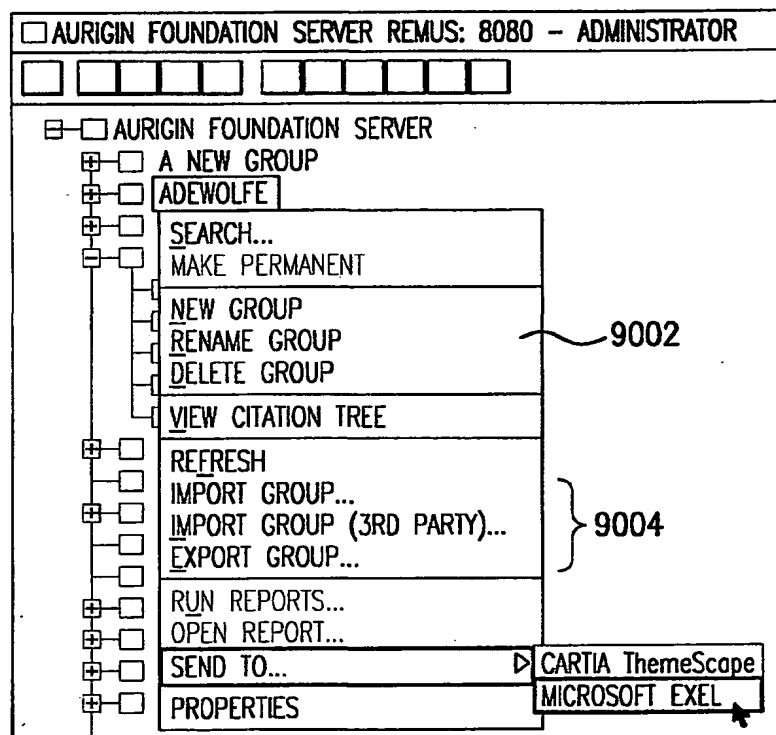 AURIGIN FOUNDATION SERVER REMUS: 8080 – ADMINISTRATOR
AURIGIN FOUNDATION SERVER
A NEW GROUP
ADEWOLFE
SEARCH...
MAKE PERMANENT
NEW GROUP
RENAME GROUP
9002
DELETE GROUP
VIEW CITATION TREE
REFRESH
IMPORT GROUP...
IMPORT GROUP (3RD PARTY)...
9004
EXPORT GROUP...
RUN REPORTS...
OPEN REPORT...
SEND TO...
CARTIA ThemeScape
MICROSOFT EXEL
PROPERTIES